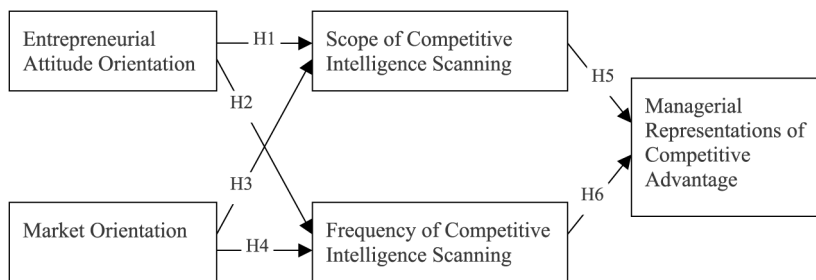 Entrepreneurial
Attitude Orientation
H1
Scope of Competitive
Intelligence Scanning
H2
H5
Managerial
Representations of
Competitive
Advantage
H3
H6
Market Orientation
H4
Frequency of Competitive
Intelligence Scanning